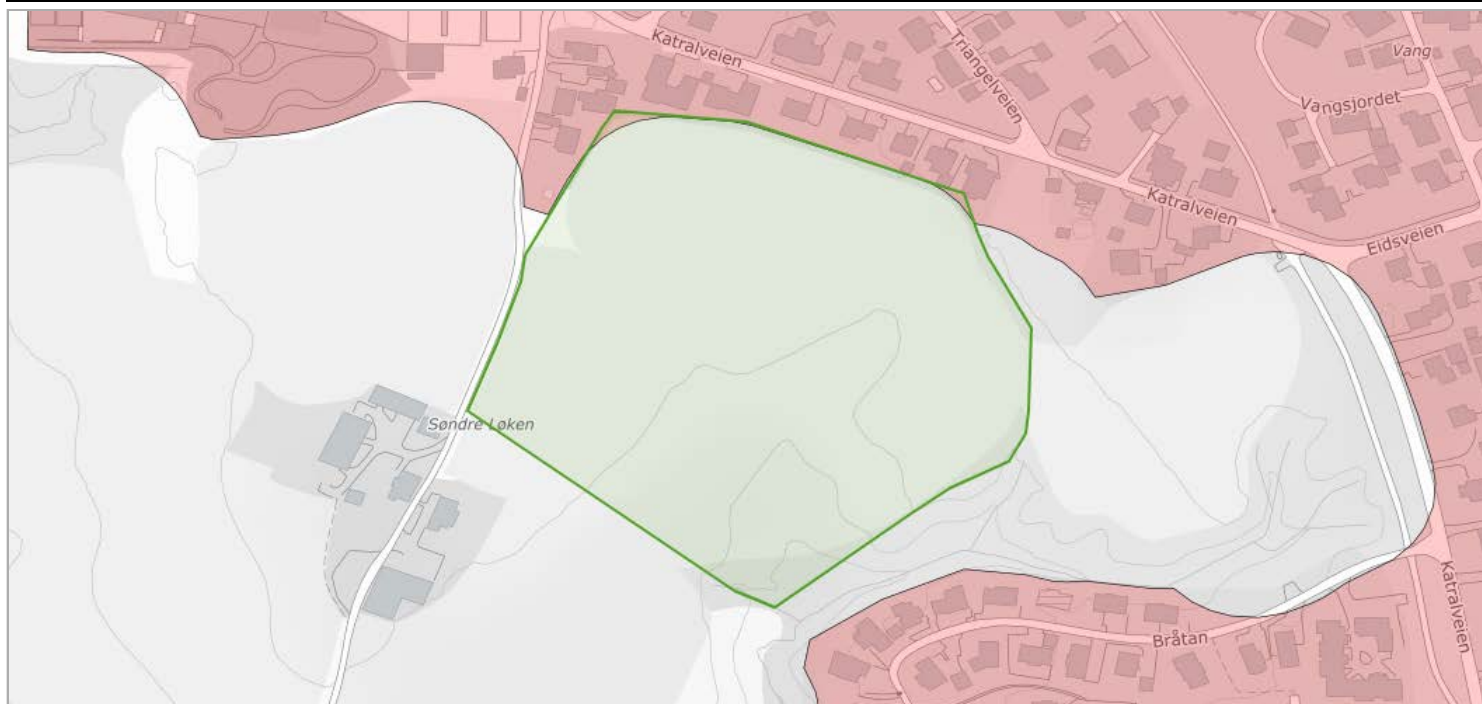 Katralveien
Triangelveien
Vang
Vangsjordet
Katralveien
Eidsveien
Søndre Løken
Bråtan
Katralveien